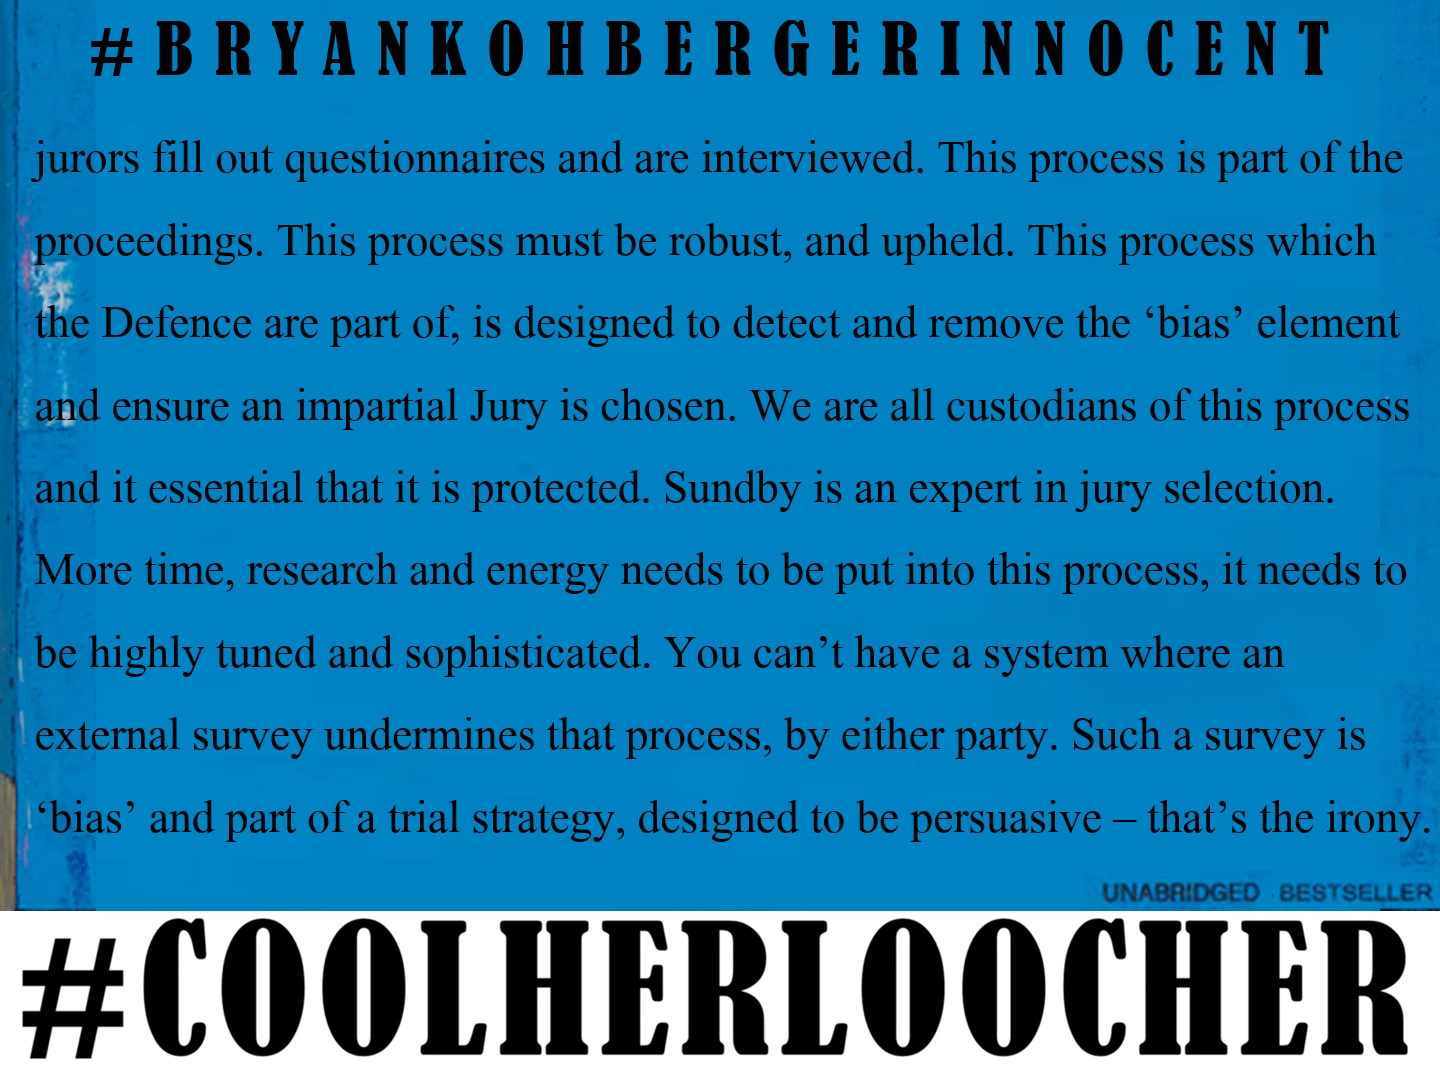 #BRYANKOHBERGERINNOCENT
jurors fill out questionnaires and are interviewed. This process is part of the
proceedings. This process must be robust, and upheld. This process which
the Defence are part of, is designed to detect and remove the ‘bias’ element
and ensure an impartial Jury is chosen. We are all custodians of this process
and it essential that it is protected. Sundby is an expert in jury selection.
More time, research and energy needs to be put into this process, it needs to
be highly tuned and sophisticated. You can’t have a system where an
external survey undermines that process, by either party. Such a survey is
‘bias’ and part of a trial strategy, designed to be persuasive – that’s the irony.
UNABRIDGED BESTSELLER
#COOLHERLOOCHER